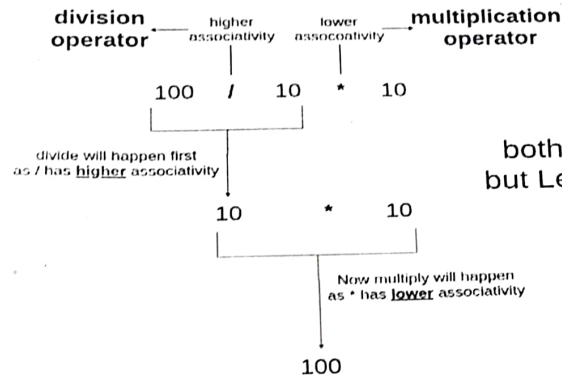 division
operator
higher
associativity
lower
assocoativity
multiplication
operator
100 / 10 * 10
divide will happen first
as / has higher associativity
both
but Le
10 * 10
Now multiply will happen
as * has lower associativity
100